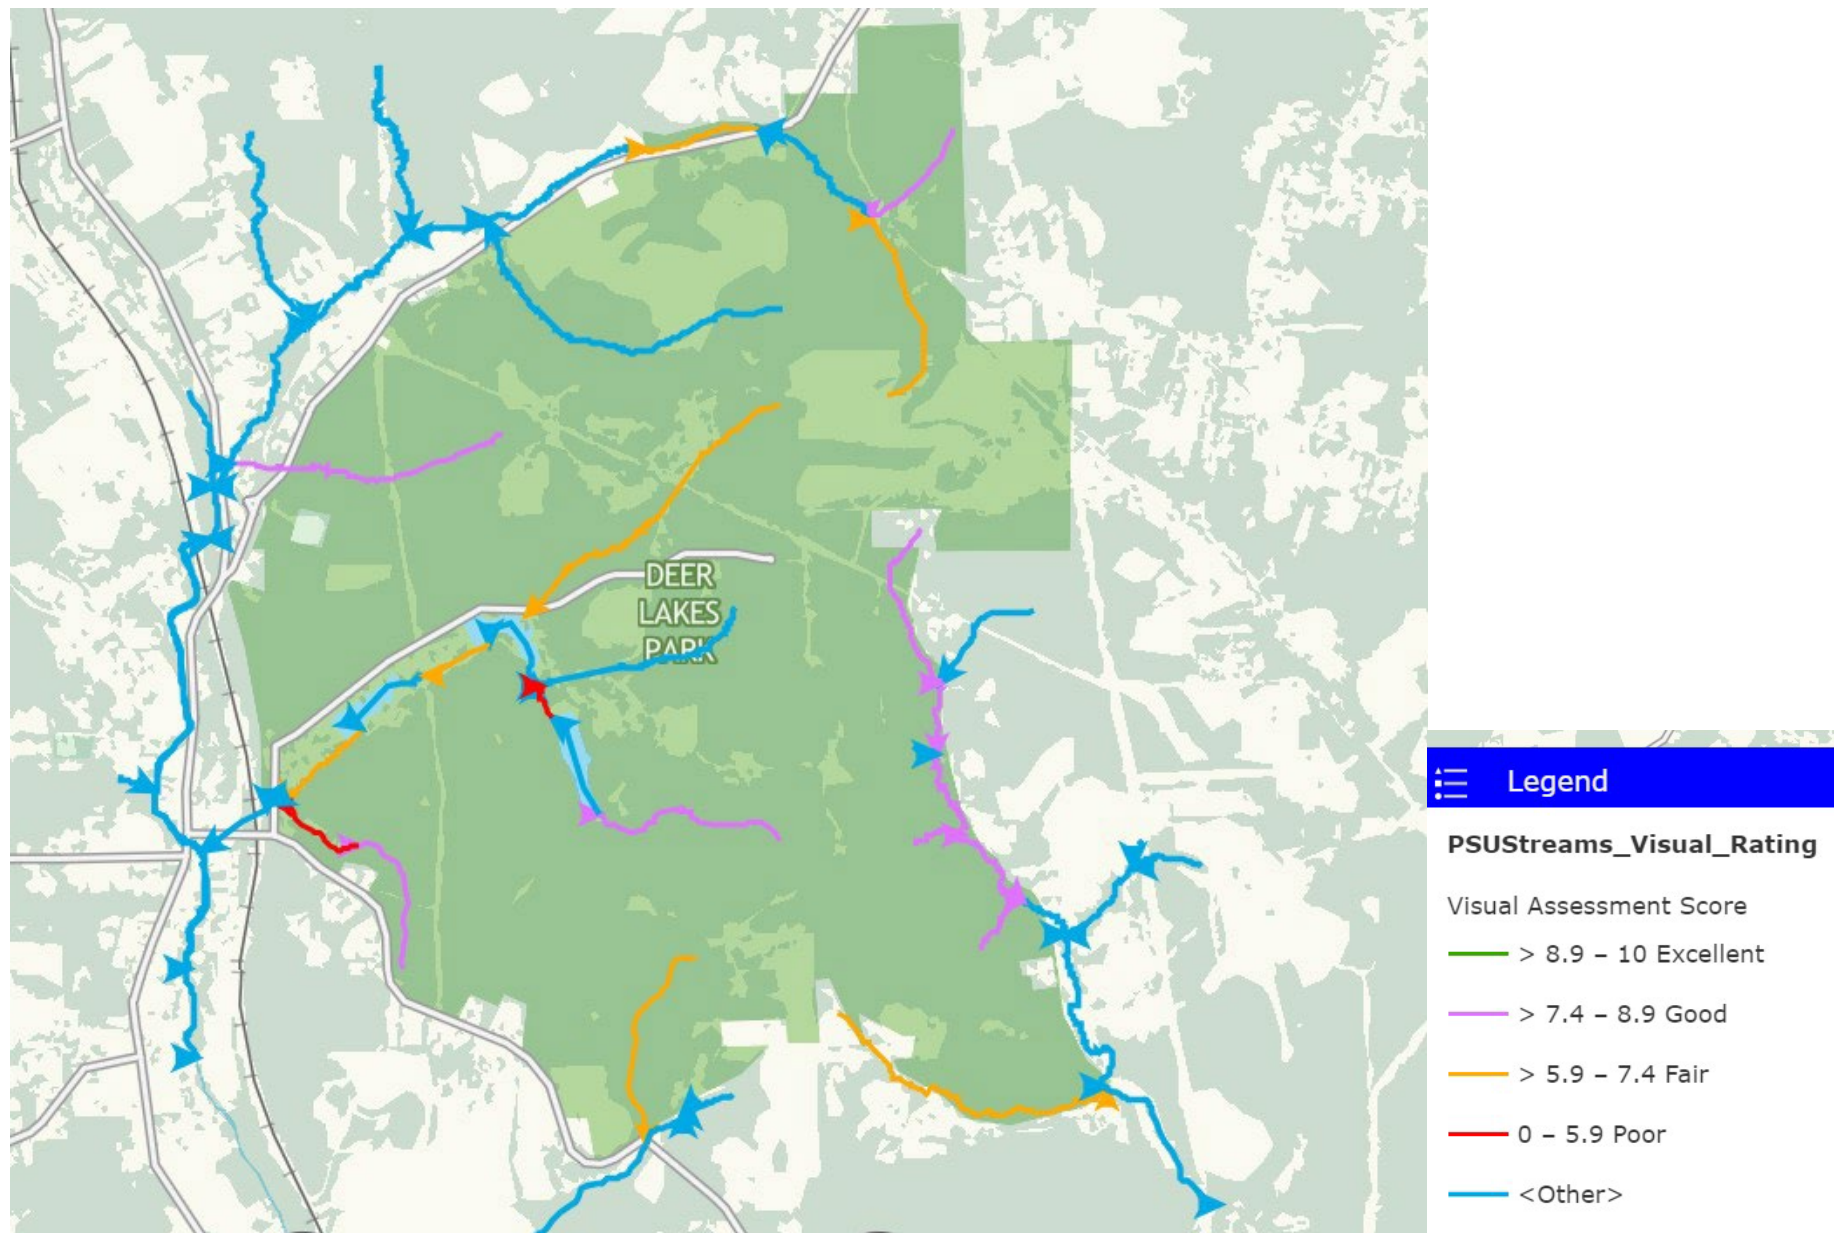 DEER
LAKES
PARK
Legend
PSUStreams_Visual_Rating
Visual Assessment Score
> 8.9 – 10 Excellent
> 7.4 – 8.9 Good
> 5.9 – 7.4 Fair
0 – 5.9 Poor
<Other>